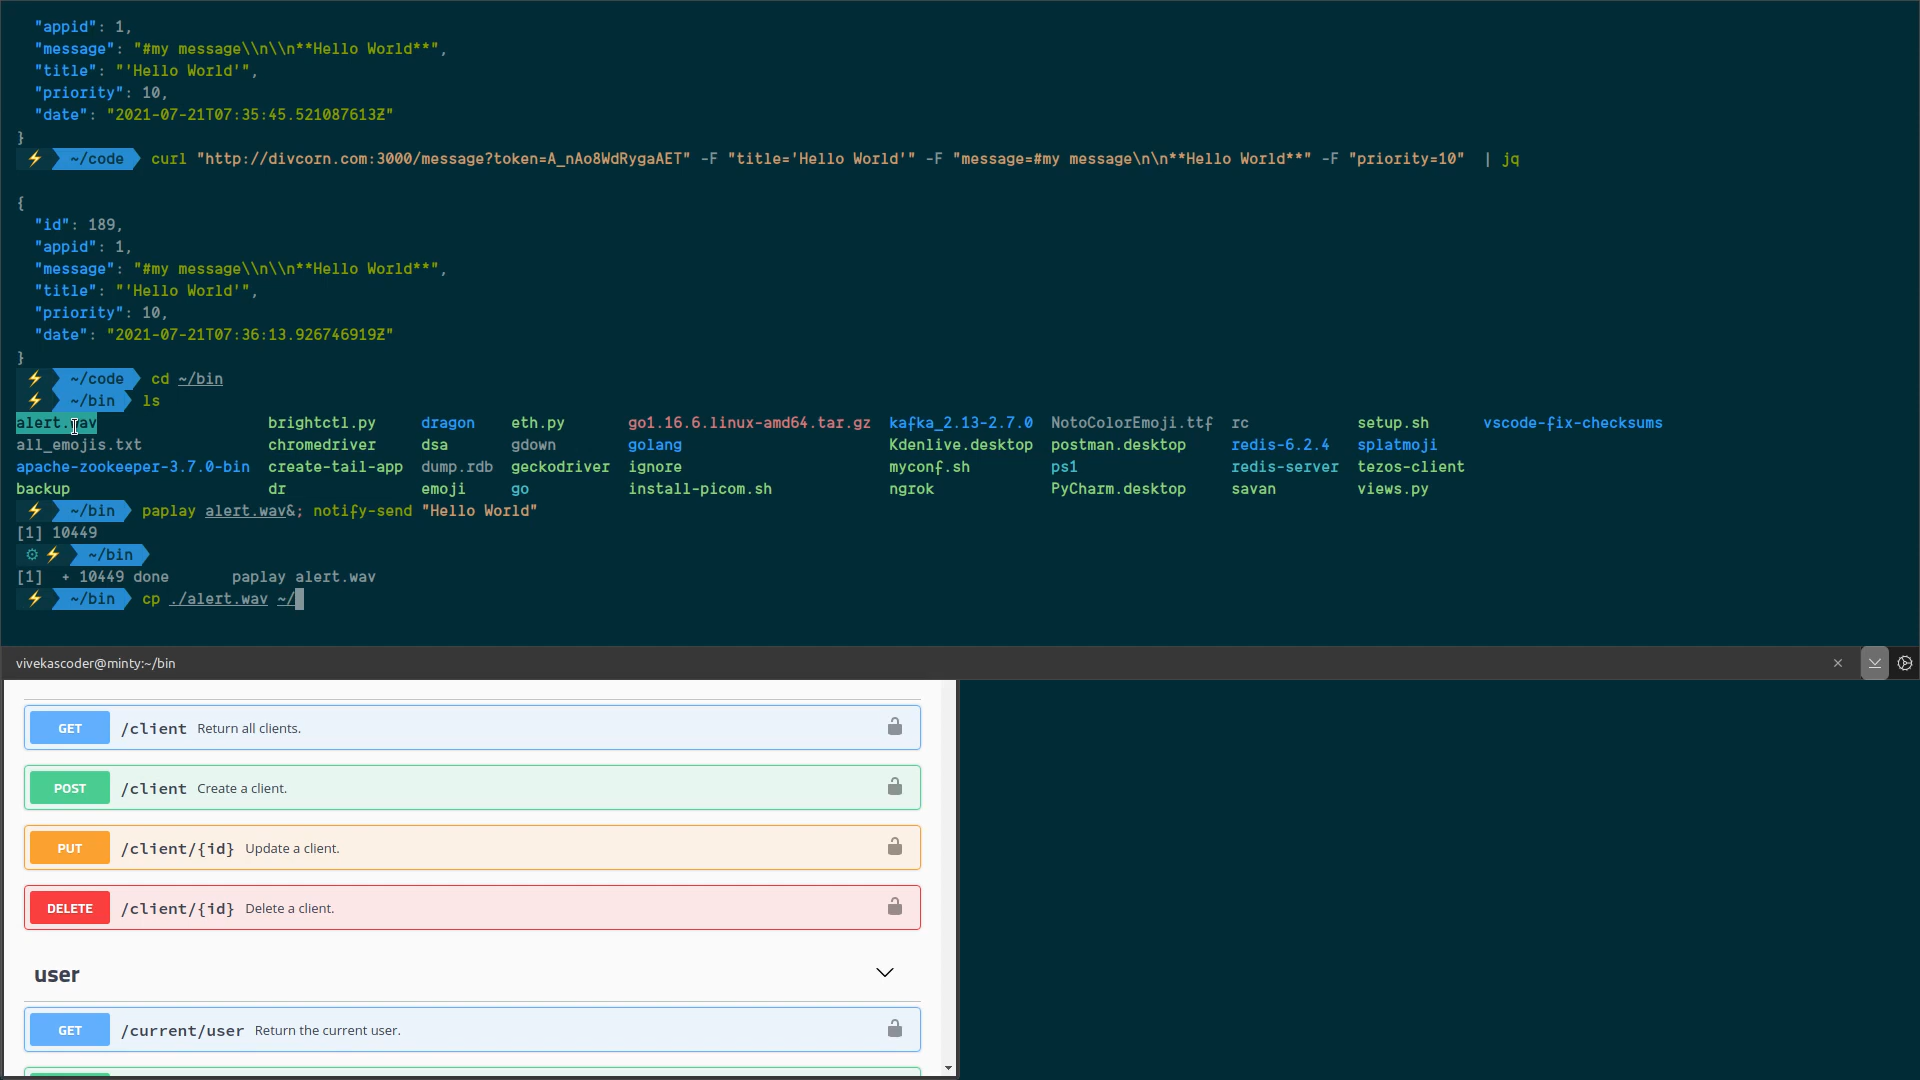 "appid": 1,
"message": "#my message\\n\\n**Hello World**",
"title": "'Hello World'",
"priority": 10,
"date": "2021-07-21T07:35:45.521087613Z"
}
⚡ ~/code curl "http://divcorn.com:3000/message?token=A_nAo8WdRygaAET" -F "title='Hello World'" -F "message=#my message\n\n**Hello World**" -F "priority=10" | jq
{
"id": 189,
"appid": 1,
"message": "#my message\\n\\n**Hello World**",
"title": "'Hello World'",
"priority": 10,
"date": "2021-07-21T07:36:13.926746919Z"
}
⚡ ~/code cd ~/bin
⚡ ~/bin ls
alert.wav brightctl.py dragon eth.py go1.16.6.linux-amd64.tar.gz kafka_2.13-2.7.0 NotoColorEmoji.ttf rc setup.sh vscode-fix-checksums
all_emojis.txt chromedriver dsa gdown golang Kdenlive.desktop postman.desktop redis-6.2.4 splatmoji
apache-zookeeper-3.7.0-bin create-tail-app dump.rdb geckodriver ignore myconf.sh ps1 redis-server tezos-client
backup dr emoji go install-picom.sh ngrok PyCharm.desktop savan views.py
⚡ ~/bin paplay alert.wav&; notify-send "Hello World"
[1] 10449
⚙ ⚡ ~/bin
[1] + 10449 done paplay alert.wav
⚡ ~/bin cp ./alert.wav ~/
vivekascoder@minty:~/bin
GET /client Return all clients.
POST /client Create a client.
PUT /client/{id} Update a client.
DELETE /client/{id} Delete a client.
user
GET /current/user Return the current user.